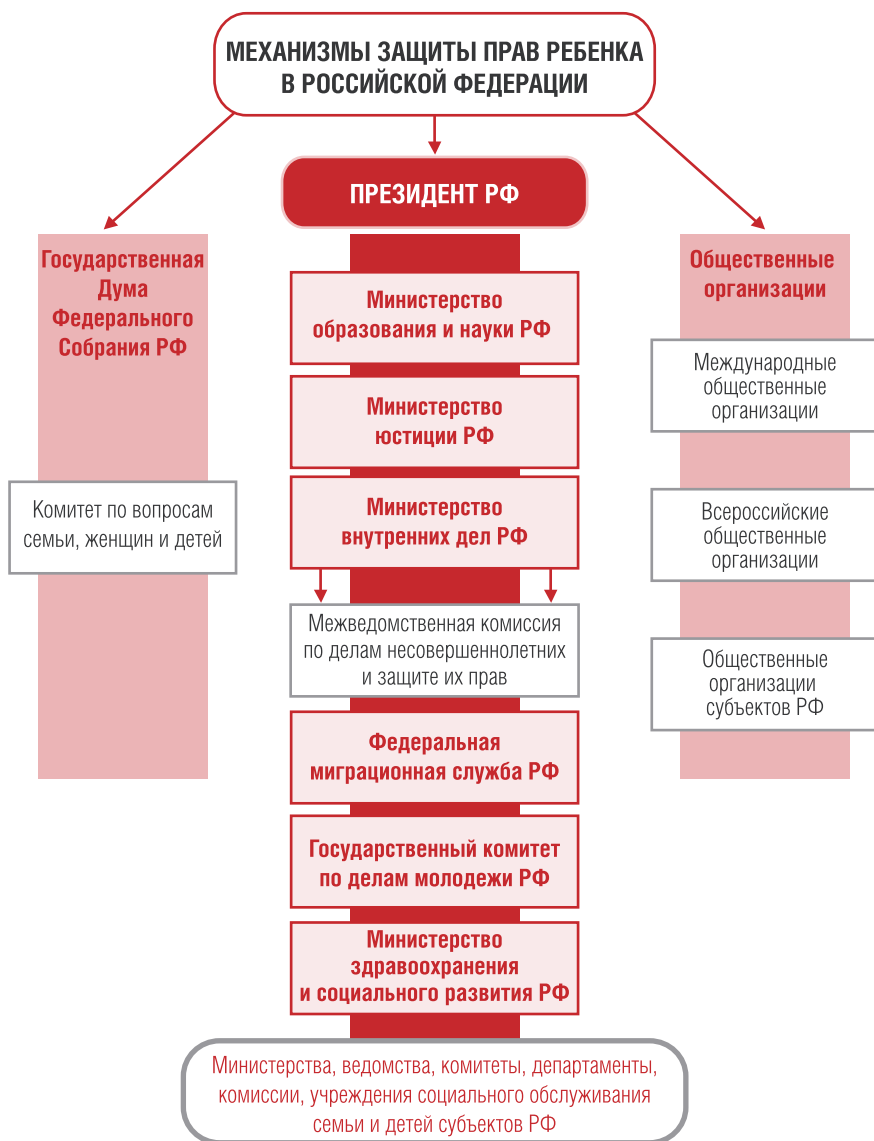 МЕХАНИЗМЫ ЗАЩИТЫ ПРАВ РЕБЕНКА
В РОССИЙСКОЙ ФЕДЕРАЦИИ
ПРЕЗИДЕНТ РФ
Государственная
Дума
Федерального
Собрания РФ
Комитет по вопросам
семьи, женщин и детей
Министерство
образования и науки РФ
Министерство
юстиции РФ
Министерство
внутренних дел РФ
Межведомственная комиссия
по делам несовершеннолетних
и защите их прав
Федеральная
миграционная служба РФ
Государственный комитет
по делам молодежи РФ
Министерство
здравоохранения
и социального развития РФ
Общественные
организации
Международные
общественные
организации
Всероссийские
общественные
организации
Общественные
организации
субъектов РФ
Министерства, ведомства, комитеты, департаменты,
комиссии, учреждения социального обслуживания
семьи и детей субъектов РФ